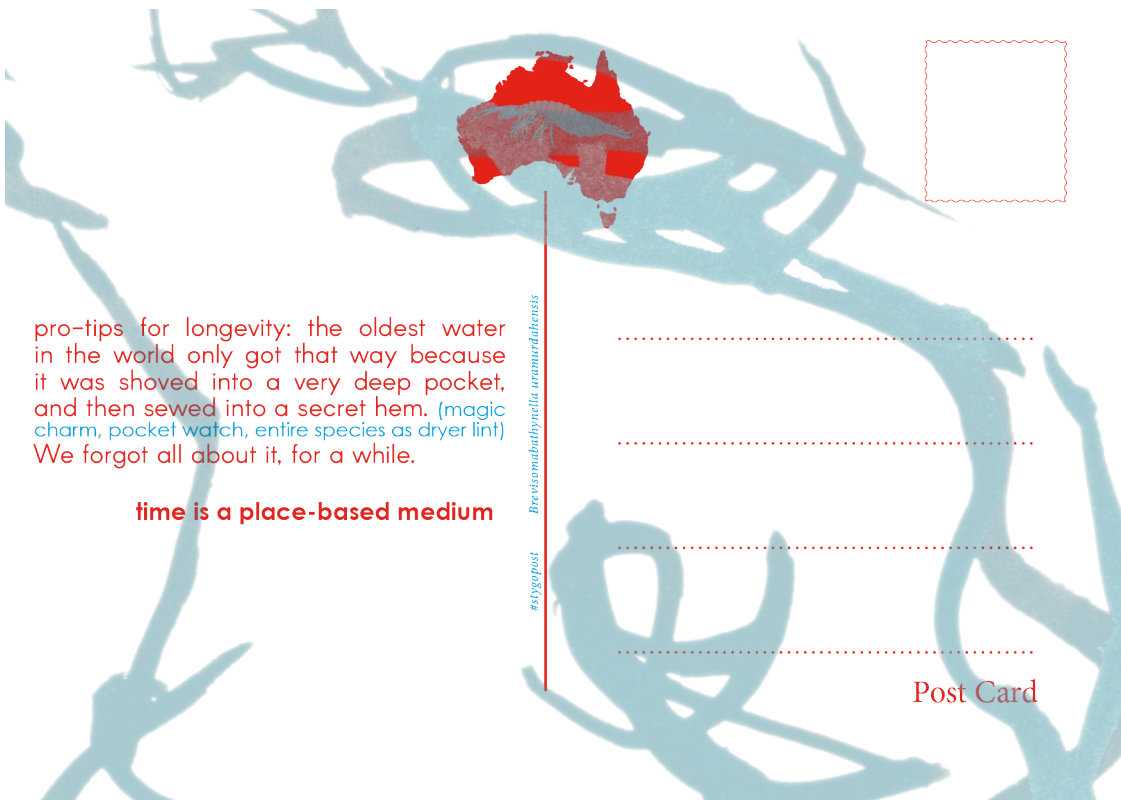 pro-tips for longevity: the oldest water
in the world only got that way because
it was shoved into a very deep pocket,
and then sewed into a secret hem. (magic
charm, pocket watch, entire species as dryer lint)
We forgot all about it, for a while.
time is a place-based medium
Brevisomabathynella uramurdahensis
#stygopost
Post Card